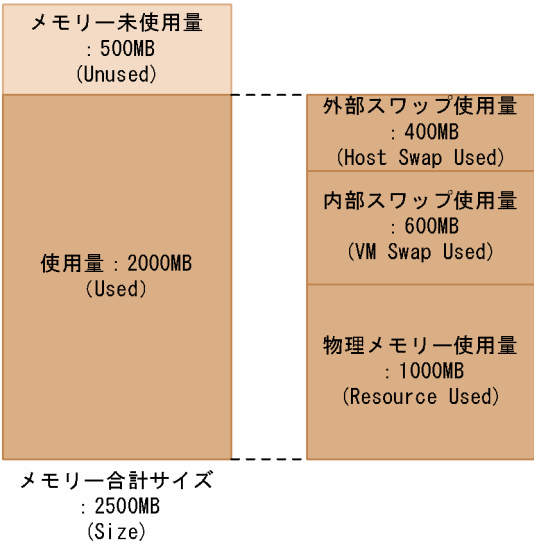 メモリー未使用量
：500MB
(Unused)
使用量：2000MB
(Used)
メモリー合計サイズ
：2500MB
(Size)
外部スワップ使用量
：400MB
(Host Swap Used)
内部スワップ使用量
：600MB
(VM Swap Used)
物理メモリー使用量
：1000MB
(Resource Used)